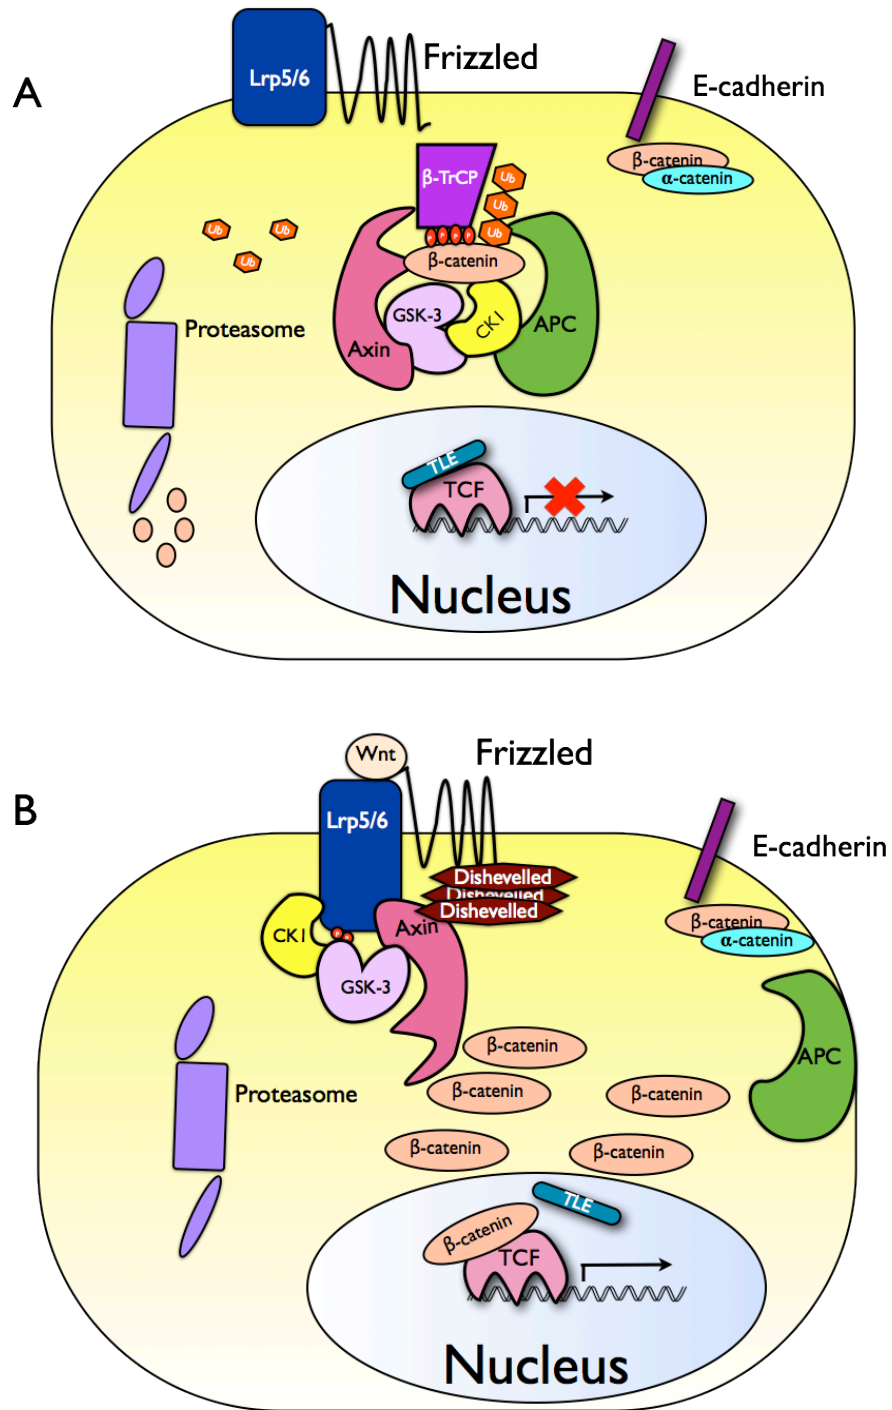 A
Lrp5/6
Frizzled
E-cadherin
β-catenin
α-catenin
β-TrCP
Ub
Ub
Ub
P P P P
β-catenin
Ub
Ub
Ub
Proteasome
GSK-3
CK1
Axin
APC
TLE
TCF
Nucleus
B
Wnt
Frizzled
Lrp5/6
E-cadherin
Dishevelled
Dishevelled
Dishevelled
β-catenin
α-catenin
CK1
P P
Axin
GSK-3
APC
Proteasome
β-catenin
β-catenin
β-catenin
β-catenin
β-catenin
TLE
β-catenin
TCF
Nucleus